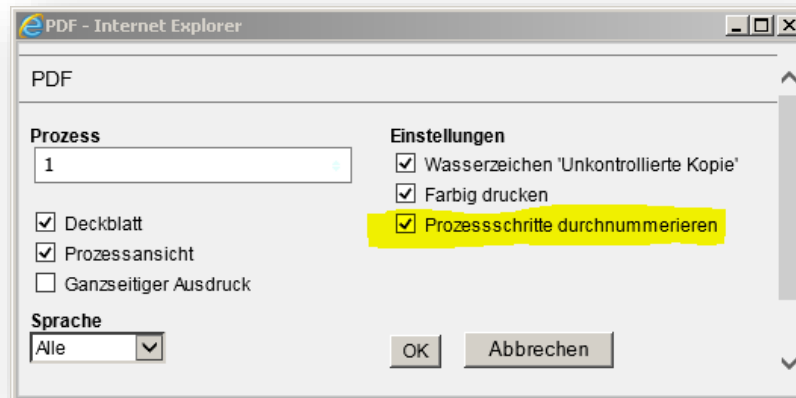 PDF - Internet Explorer
PDF
Prozess
1
Deckblatt
Prozessansicht
Ganzseitiger Ausdruck
Sprache
Alle
Einstellungen
Wasserzeichen 'Unkontrollierte Kopie'
Farbig drucken
Prozessschritte durchnummerieren
OK
Abbrechen